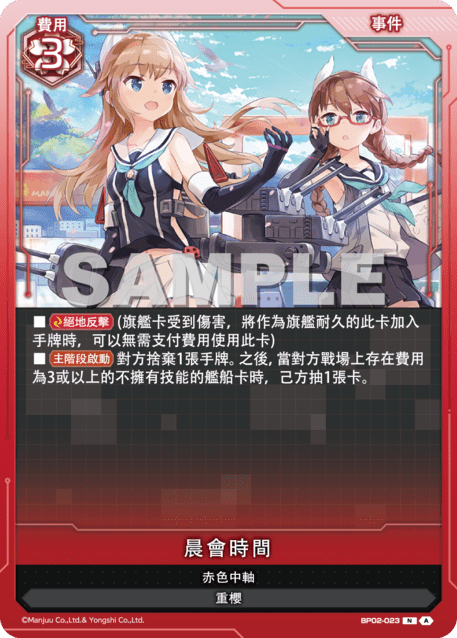 費用
事件
3
SAMPLE
■ 絕地反擊 (旗艦卡受到傷害，將作為旗艦耐久的此卡加入
手牌時，可以無需支付費用使用此卡)
■ 主階段啟動 對方捨棄1張手牌。之後，當對方戰場上存在費用
為3或以上的不擁有技能的艦船卡時，己方抽1張卡。
晨會時間
赤色中軸
重櫻
©Manjuu Co.,Ltd.& Yongshi Co.,Ltd.
BP02-023 N A